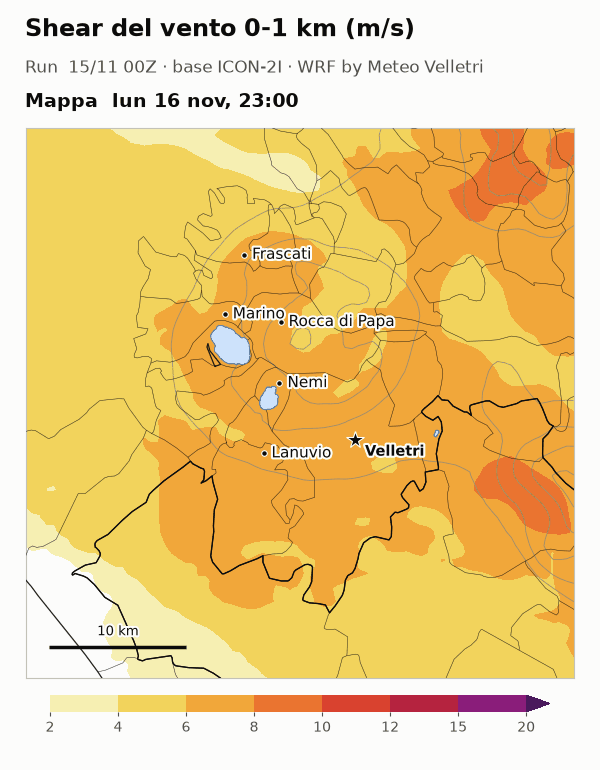 Shear del vento 0-1 km (m/s)
Run  15/11 00Z · base ICON-2I · WRF by Meteo Velletri
Mappa  lun 16 nov, 23:00
Frascati
Marino
Rocca di Papa
Nemi
Velletri
Lanuvio
10 km
2 4 6 8 10 12 15 20